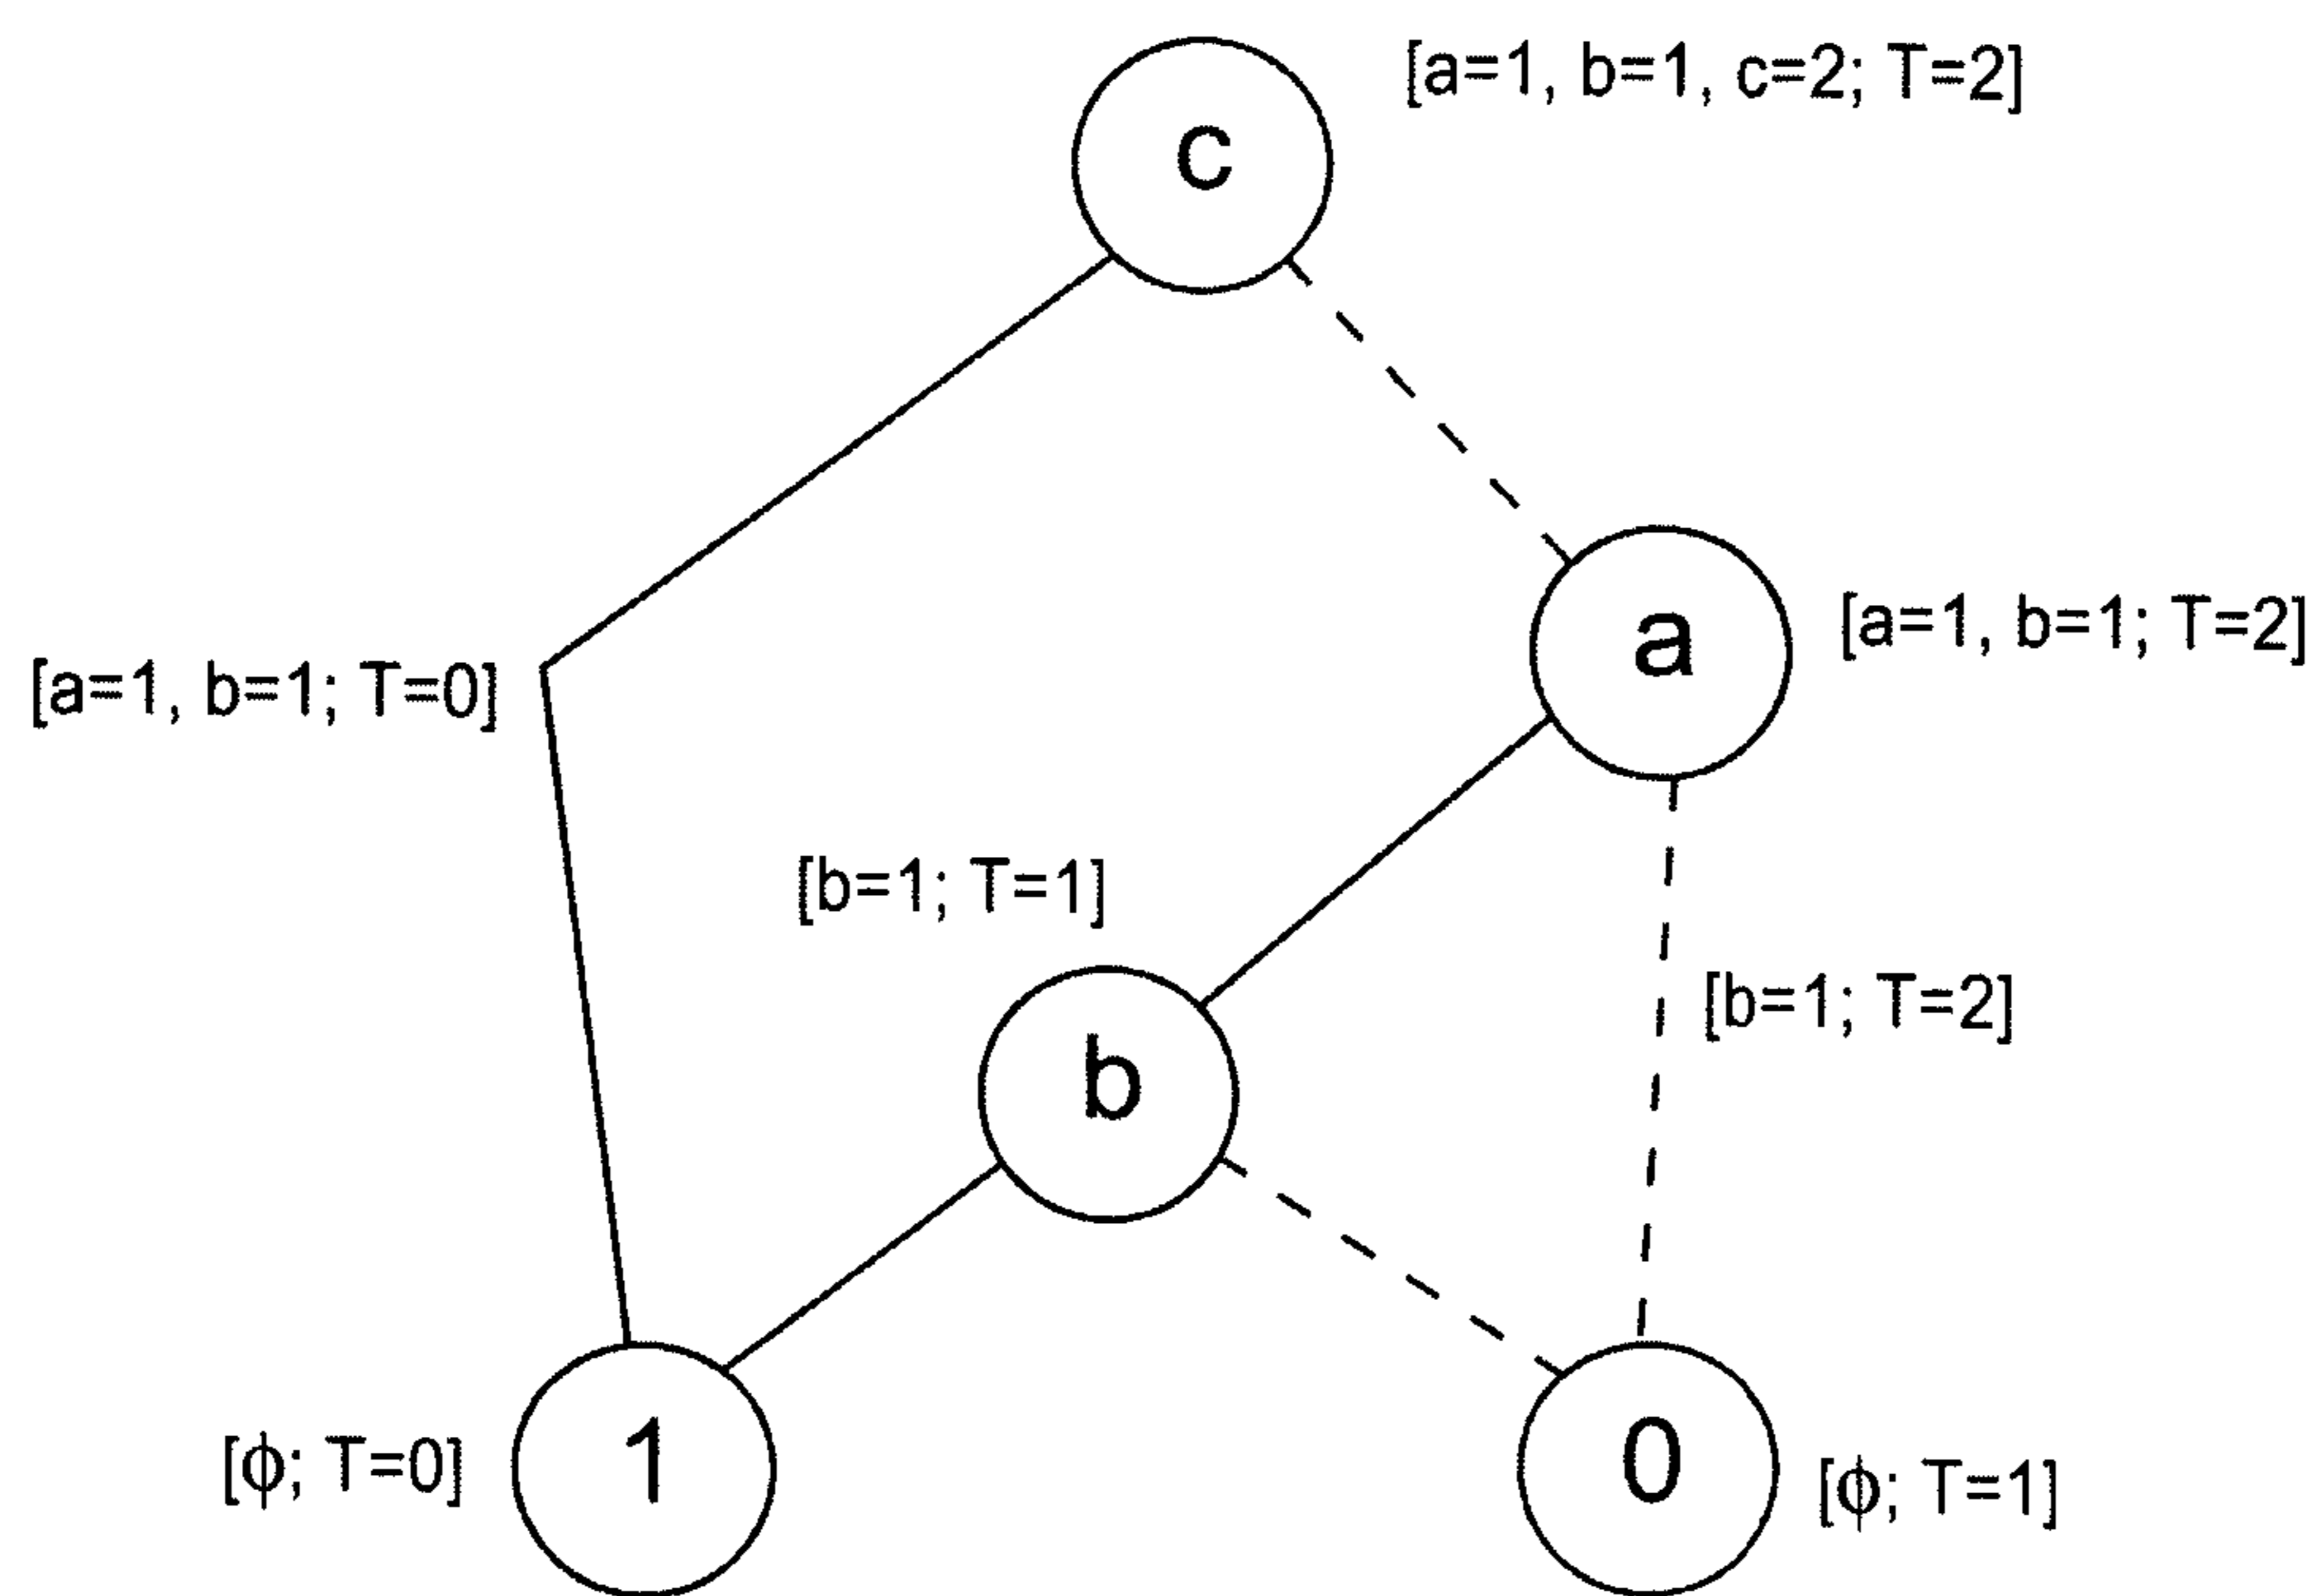 c
[a=1, b=1, c=2; T=2]
a
[a=1, b=1; T=2]
[a=1, b=1; T=0]
[b=1; T=1]
[b=1; T=2]
b
[ϕ; T=0]
1
0
[ϕ; T=1]